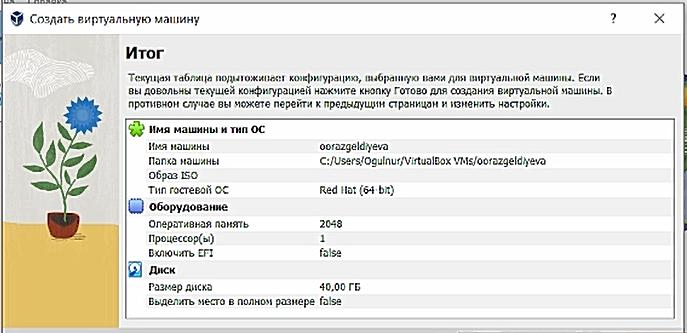 Создать виртуальную машину
Итог
Текущая таблица подытоживает конфигурацию, выбранную вами для виртуальной машины. Если
вы довольны текущей конфигурацией нажмите кнопку Готово для создания виртуальной машины. В
противном случае вы можете перейти к предыдущим страницам и изменить настройки.
Имя машины и тип ОС
Имя машины oorazgeldiyeva
Папка машины C:/Users/Ogulnur/VirtualBox VMs/oorazgeldiyeva
Образ ISO
Тип гостевой ОС Red Hat (64-bit)
Оборудование
Оперативная память 2048
Процессор(ы) 1
Включить EFI false
Диск
Размер диска 40,00 ГБ
Выделить место в полном размере false